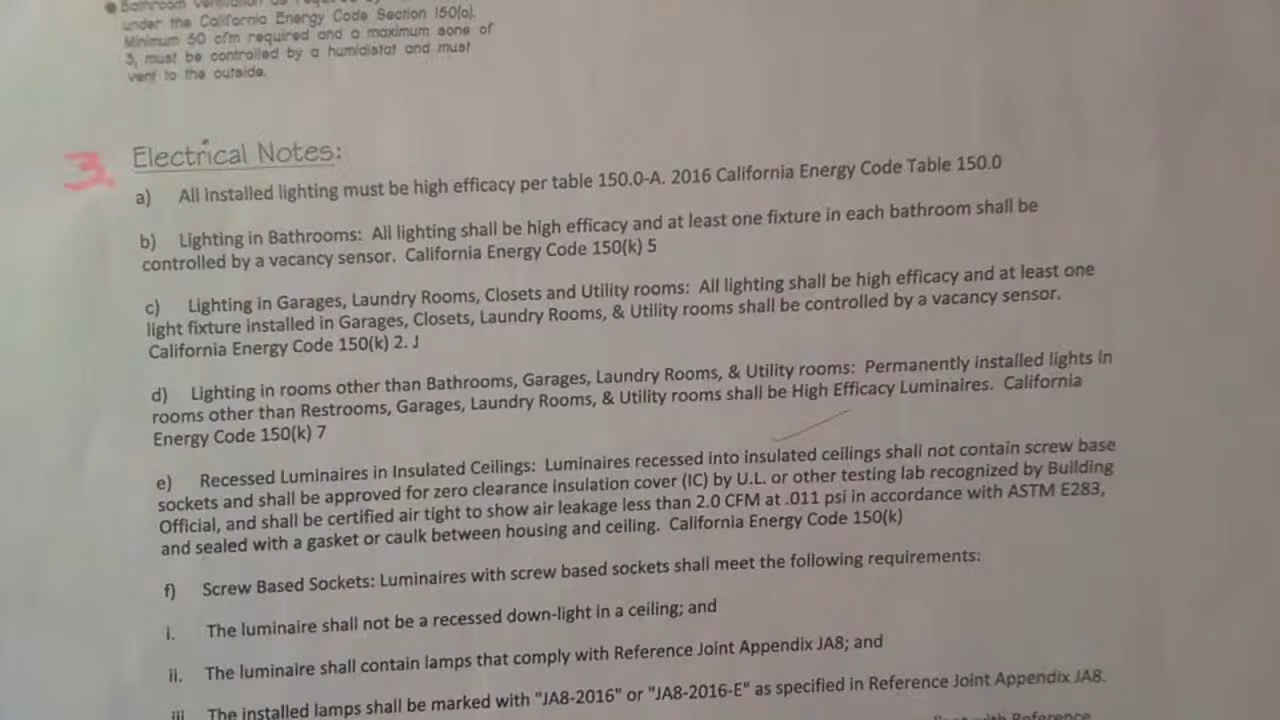 Bathroom ventilation as required by
under the California Energy Code Section 150(o).
Minimum 50 cfm required and a maximum sone of
3, must be controlled by a humidistat and must
vent to the outside.
3.
Electrical Notes:
a) All installed lighting must be high efficacy per table 150.0-A. 2016 California Energy Code Table 150.0
b) Lighting in Bathrooms: All lighting shall be high efficacy and at least one fixture in each bathroom shall be
controlled by a vacancy sensor. California Energy Code 150(k) 5
c) Lighting in Garages, Laundry Rooms, Closets and Utility rooms: All lighting shall be high efficacy and at least one
light fixture installed in Garages, Closets, Laundry Rooms, & Utility rooms shall be controlled by a vacancy sensor.
California Energy Code 150(k) 2. J
d) Lighting in rooms other than Bathrooms, Garages, Laundry Rooms, & Utility rooms: Permanently installed lights in
rooms other than Restrooms, Garages, Laundry Rooms, & Utility rooms shall be High Efficacy Luminaires. California
Energy Code 150(k) 7
e) Recessed Luminaires in Insulated Ceilings: Luminaires recessed into insulated ceilings shall not contain screw base
sockets and shall be approved for zero clearance insulation cover (IC) by U.L. or other testing lab recognized by Building
Official, and shall be certified air tight to show air leakage less than 2.0 CFM at .011 psi in accordance with ASTM E283,
and sealed with a gasket or caulk between housing and ceiling. California Energy Code 150(k)
f) Screw Based Sockets: Luminaires with screw based sockets shall meet the following requirements:
i. The luminaire shall not be a recessed down-light in a ceiling; and
ii. The luminaire shall contain lamps that comply with Reference Joint Appendix JA8; and
iii The installed lamps shall be marked with "JA8-2016" or "JA8-2016-E" as specified in Reference Joint Appendix JA8.
with Reference